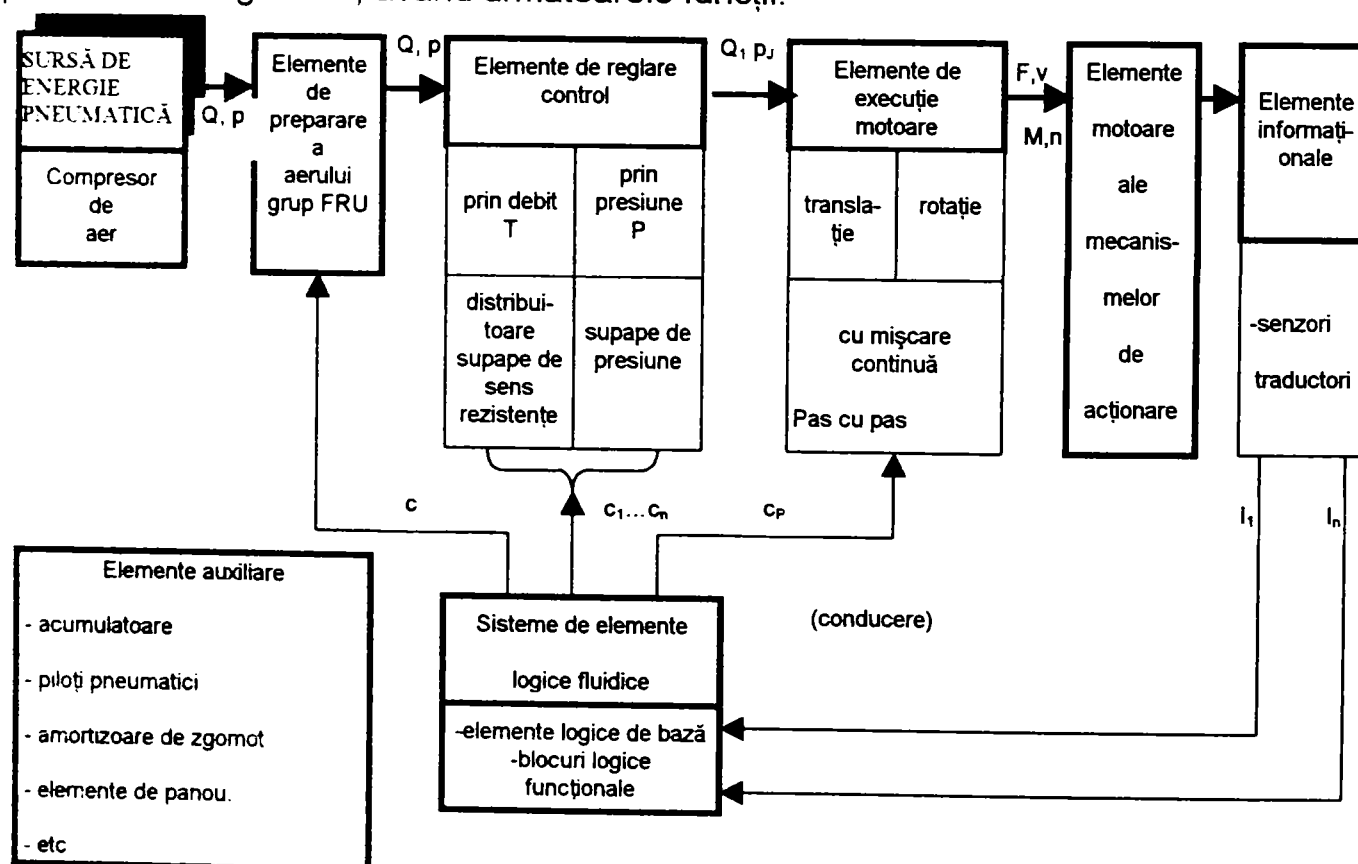 următoarele funcții.
SURSĂ DE
ENERGIE
PNEUMATICĂ
Compresor
de
aer
Q, p
Elemente
de
preparare
a
aerului
grup FRU
Q, p
Elemente de reglare
control
prin debit
T
prin
presiune
P
distribui-
toare
supape de
sens
rezistențe
supape de
presiune
Q₁ pⱼ
Elemente de
execuție
motoare
transla-
ție
rotație
cu mişcare
continuă
Pas cu pas
F,v
M,n
Elemente
motoare
ale
mecanis-
melor
de
acționare
Elemente
informați-
onale
-senzori
traductori
c
c₁...cₙ
c_P
I₁
Iₙ
Elemente auxiliare
- acumulatoare
- piloți pneumatici
- amortizoare de zgomot
- elemente de panou.
- etc
Sisteme de elemente
logice fluidice
-elemente logice de bază
-blocuri logice
funcționale
(conducere)